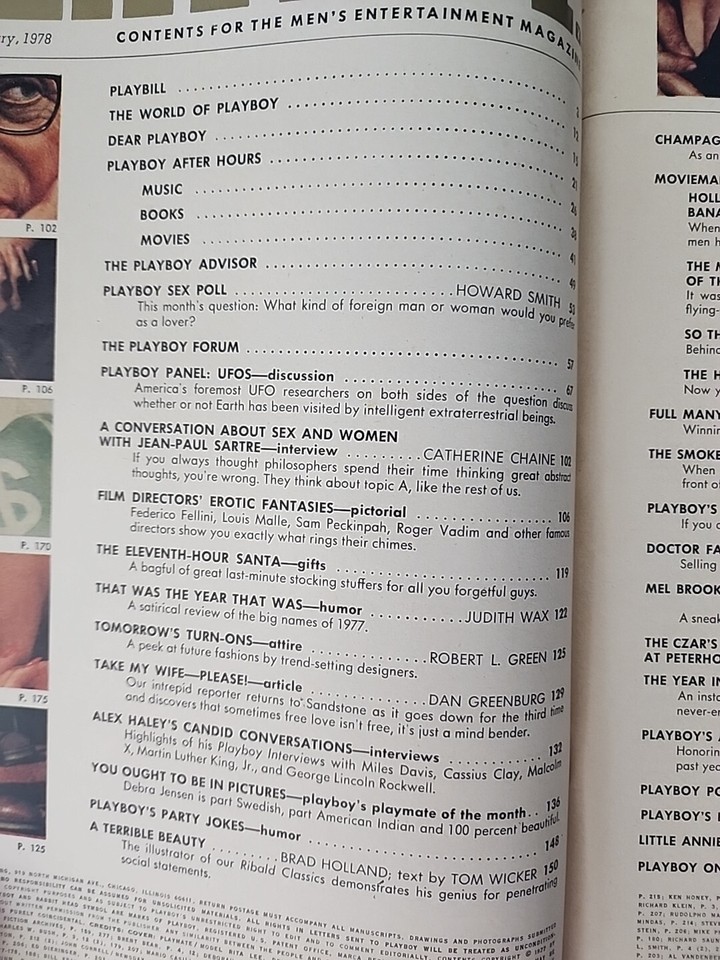 ry, 1978
CONTENTS FOR THE MEN'S ENTERTAINMENT MAGAZINE
PLAYBILL
THE WORLD OF PLAYBOY 12
DEAR PLAYBOY 15
PLAYBOY AFTER HOURS 21
MUSIC 26
BOOKS 38
MOVIES 41
THE PLAYBOY ADVISOR 49
PLAYBOY SEX POLL HOWARD SMITH 53
This month's question: What kind of foreign man or woman would you prefer
as a lover?
THE PLAYBOY FORUM 57
PLAYBOY PANEL: UFOS—discussion 67
America's foremost UFO researchers on both sides of the question discuss
whether or not Earth has been visited by intelligent extraterrestrial beings.
A CONVERSATION ABOUT SEX AND WOMEN
WITH JEAN-PAUL SARTRE—interview CATHERINE CHAINE 102
If you always thought philosophers spend their time thinking great abstract
thoughts, you're wrong. They think about topic A, like the rest of us.
FILM DIRECTORS' EROTIC FANTASIES—pictorial 106
Federico Fellini, Louis Malle, Sam Peckinpah, Roger Vadim and other famous
directors show you exactly what rings their chimes.
THE ELEVENTH-HOUR SANTA—gifts 119
A bagful of great last-minute stocking stuffers for all you forgetful guys.
THAT WAS THE YEAR THAT WAS—humor JUDITH WAX 122
A satirical review of the big names of 1977.
TOMORROW'S TURN-ONS—attire ROBERT L. GREEN 125
A peek at future fashions by trend-setting designers.
TAKE MY WIFE—PLEASE!—article DAN GREENBURG 129
Our intrepid reporter returns to Sandstone as it goes down for the third time
and discovers that sometimes free love isn't free, it's just a mind bender.
ALEX HALEY'S CANDID CONVERSATIONS—interviews 132
Highlights of his Playboy Interviews with Miles Davis, Cassius Clay, Malcolm
X, Martin Luther King, Jr., and George Lincoln Rockwell.
YOU OUGHT TO BE IN PICTURES—playboy's playmate of the month 136
Debra Jensen is part Swedish, part American Indian and 100 percent beautiful.
PLAYBOY'S PARTY JOKES—humor 148
A TERRIBLE BEAUTY BRAD HOLLAND; text by TOM WICKER 150
The illustrator of our Ribald Classics demonstrates his genius for penetrating
social statements.
P. 102
P. 106
P. 170
P. 175
P. 125
CHAMPAG
As an
MOVIEMA
HOLL
BANA
When
men h
THE M
OF TH
It was
flying-
SO TH
Behind
THE H
Now y
FULL MANY
Winnin
THE SMOKE
When
front of
PLAYBOY'S
If you c
DOCTOR FA
Selling
MEL BROOK
A sneak
THE CZAR'S
AT PETERHO
THE YEAR IN
An insta
never-e
PLAYBOY'S A
Honorin
past yea
PLAYBOY PO
PLAYBOY'S
LITTLE ANNIE
PLAYBOY ON